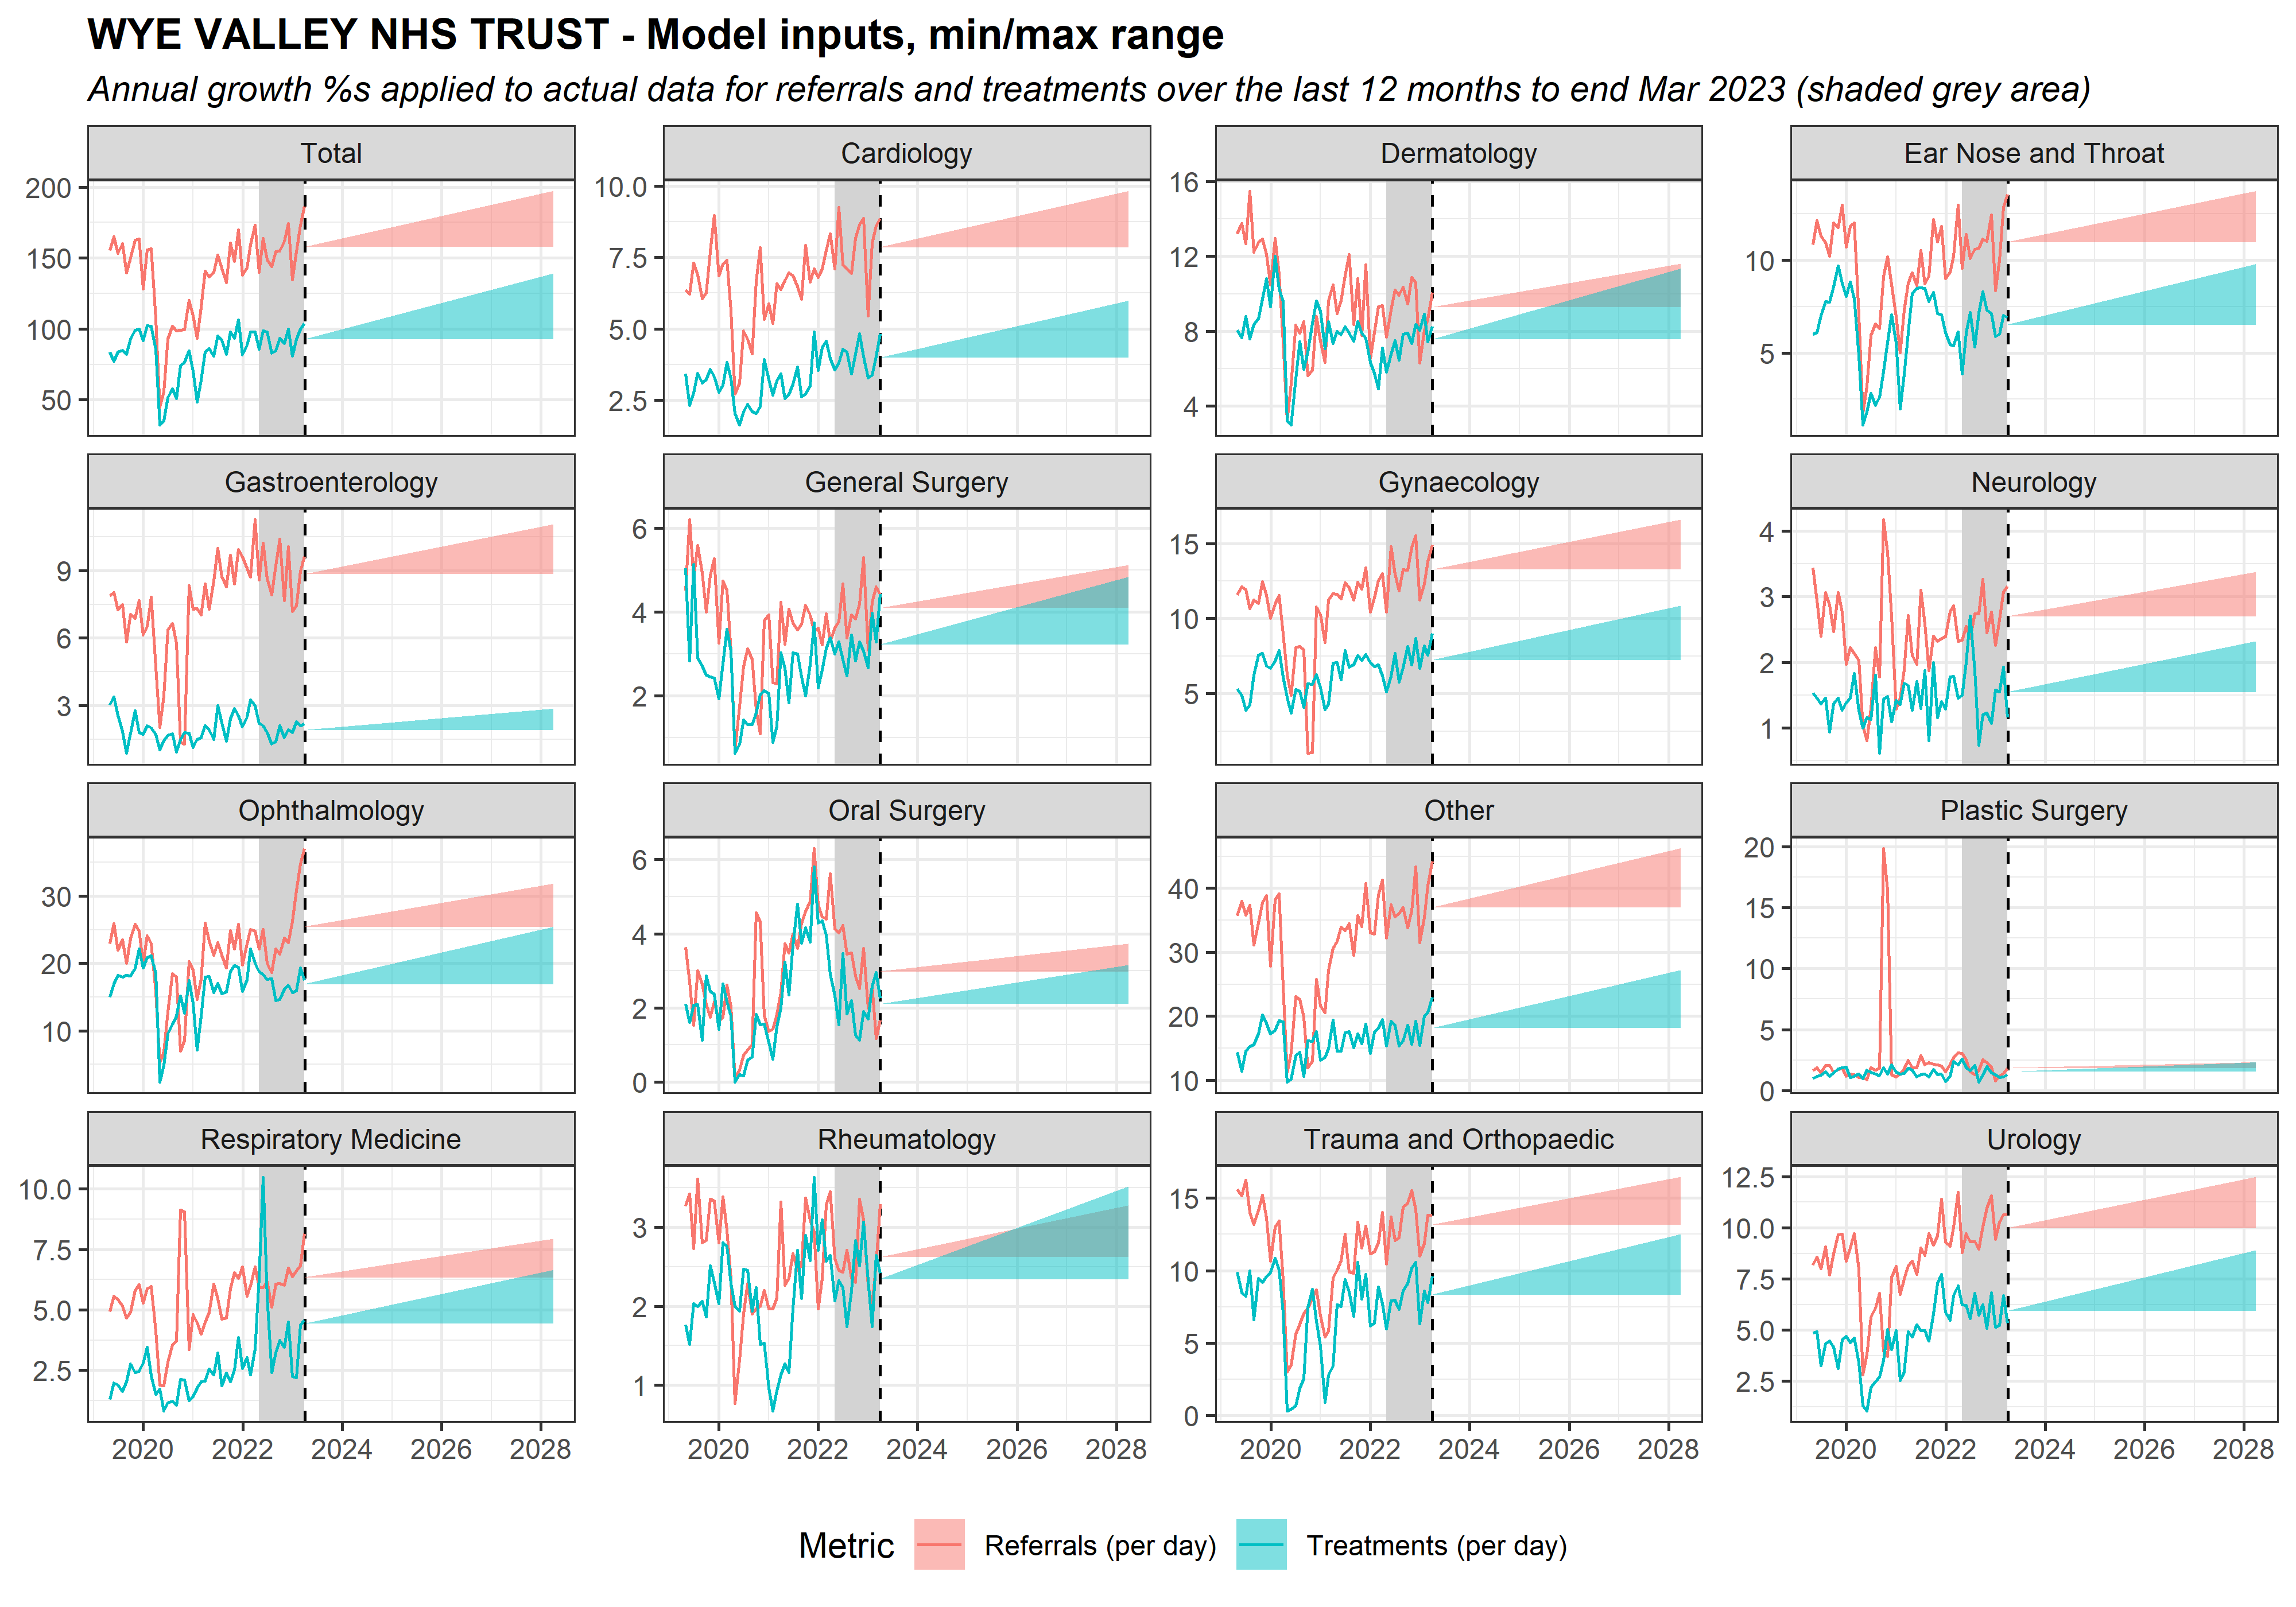 WYE VALLEY NHS TRUST - Model inputs, min/max range
Annual growth %s applied to actual data for referrals and treatments over the last 12 months to end Mar 2023 (shaded grey area)
Total
200
150
100
50
Cardiology
10.0
7.5
5.0
2.5
Dermatology
16
12
8
4
Ear Nose and Throat
10
5
Gastroenterology
9
6
3
General Surgery
6
4
2
Gynaecology
15
10
5
Neurology
4
3
2
1
Ophthalmology
30
20
10
Oral Surgery
6
4
2
0
Other
40
30
20
10
Plastic Surgery
20
15
10
5
0
Respiratory Medicine
10.0
7.5
5.0
2.5
Rheumatology
3
2
1
Trauma and Orthopaedic
15
10
5
0
Urology
12.5
10.0
7.5
5.0
2.5
2020 2022 2024 2026 2028
2020 2022 2024 2026 2028
2020 2022 2024 2026 2028
2020 2022 2024 2026 2028
Metric Referrals (per day) Treatments (per day)